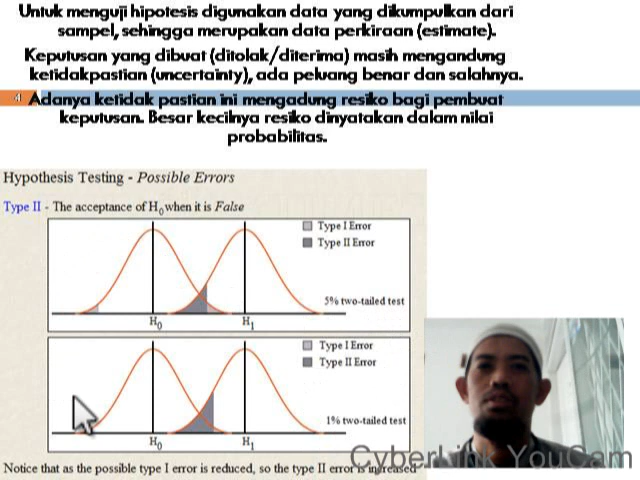 Untuk menguji hipotesis digunakan data yang dikumpulkan dari
sampel, sehingga merupakan data perkiraan (estimate).
Keputusan yang dibuat (ditolak/diterima) masih mengandung
ketidakpastian (uncertainty), ada peluang benar dan salahnya.
4
Adanya ketidak pastian ini mengadung resiko bagi pembuat
keputusan. Besar kecilnya resiko dinyatakan dalam nilai
probabilitas.
Hypothesis Testing - Possible Errors
Type II - The acceptance of H0 when it is False
Type I Error
Type II Error
5% two-tailed test
H0 H1
Type I Error
Type II Error
1% two-tailed test
H0 H1
Notice that as the possible type I error is reduced, so the type II error is increased
CyberLink YouCam